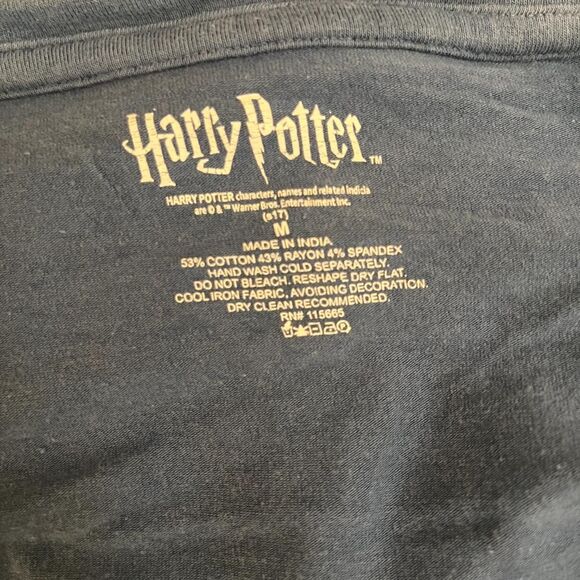 Harry Potter™
HARRY POTTER characters, names and related indicia
are © & ™ Warner Bros. Entertainment Inc.
(s17)
M
MADE IN INDIA
53% COTTON 43% RAYON 4% SPANDEX
HAND WASH COLD SEPARATELY.
DO NOT BLEACH. RESHAPE DRY FLAT.
COOL IRON FABRIC, AVOIDING DECORATION.
DRY CLEAN RECOMMENDED.
RN# 115665